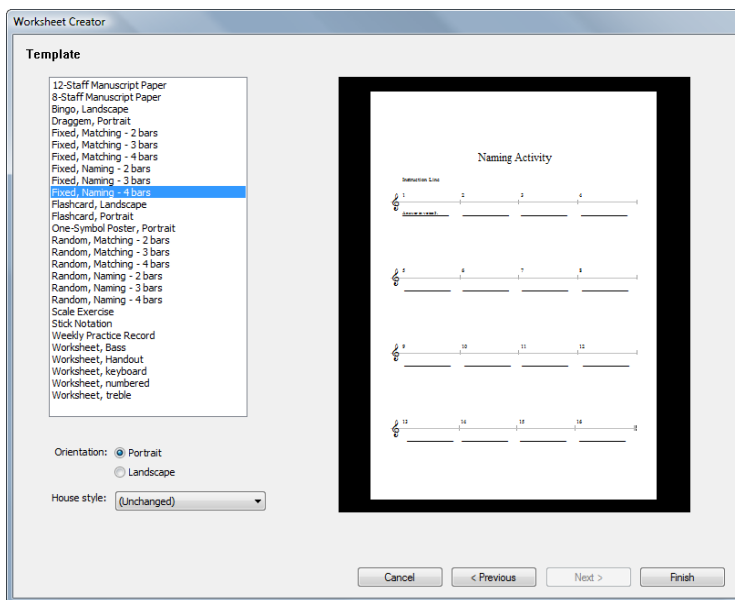 Worksheet Creator
Template
12-Staff Manuscript Paper
8-Staff Manuscript Paper
Bingo, Landscape
Draggem, Portrait
Fixed, Matching - 2 bars
Fixed, Matching - 3 bars
Fixed, Matching - 4 bars
Fixed, Naming - 2 bars
Fixed, Naming - 3 bars
Fixed, Naming - 4 bars
Flashcard, Landscape
Flashcard, Portrait
One-Symbol Poster, Portrait
Random, Matching - 2 bars
Random, Matching - 3 bars
Random, Matching - 4 bars
Random, Naming - 2 bars
Random, Naming - 3 bars
Random, Naming - 4 bars
Scale Exercise
Stick Notation
Weekly Practice Record
Worksheet, Bass
Worksheet, Handout
Worksheet, keyboard
Worksheet, numbered
Worksheet, treble
Orientation: Portrait
Landscape
House style: (Unchanged)
Naming Activity
Instruction Line
1 2 3 4
5 6 7 8
9 10 11 12
13 14 15 16
Cancel < Previous Next > Finish